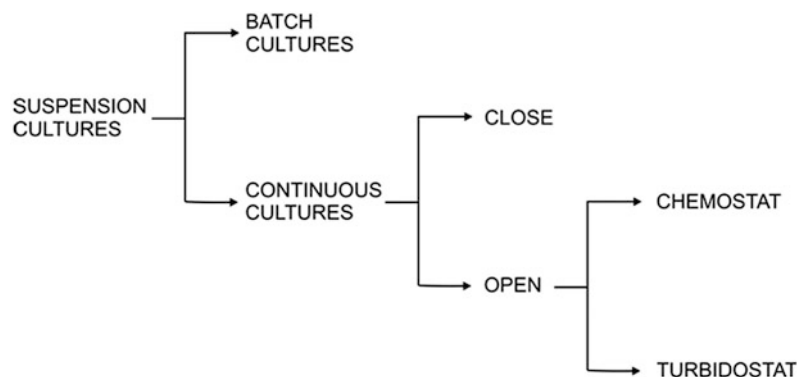 BATCH
CULTURES
SUSPENSION
CULTURES
CLOSE
CONTINUOUS
CULTURES
CHEMOSTAT
OPEN
TURBIDOSTAT